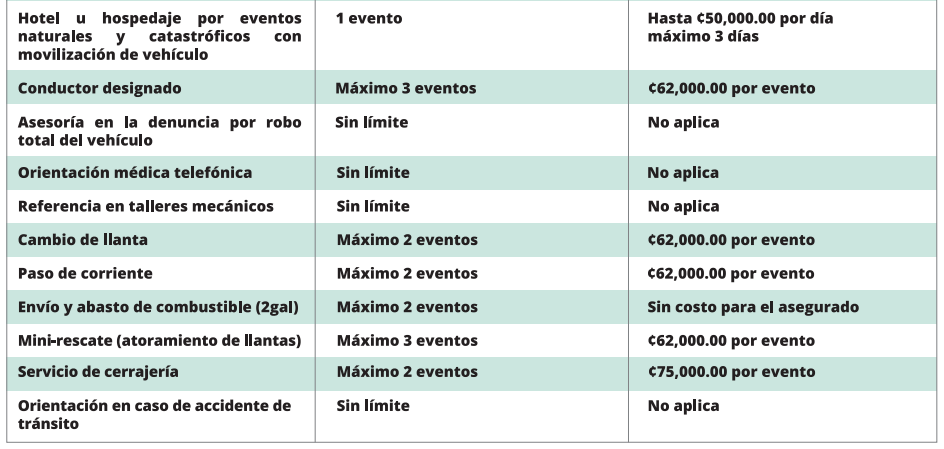 Hotel u hospedaje por eventos 1 evento Hasta ¢50,000.00 por día
naturales y catastróficos con máximo 3 días
movilización de vehículo
Conductor designado Máximo 3 eventos ¢62,000.00 por evento
Asesoría en la denuncia por robo Sin límite No aplica
total del vehículo
Orientación médica telefónica Sin límite No aplica
Referencia en talleres mecánicos Sin límite No aplica
Cambio de llanta Máximo 2 eventos ¢62,000.00 por evento
Paso de corriente Máximo 2 eventos ¢62,000.00 por evento
Envío y abasto de combustible (2gal) Máximo 2 eventos Sin costo para el asegurado
Mini-rescate (atoramiento de llantas) Máximo 3 eventos ¢62,000.00 por evento
Servicio de cerrajería Máximo 2 eventos ¢75,000.00 por evento
Orientación en caso de accidente de Sin límite No aplica
tránsito